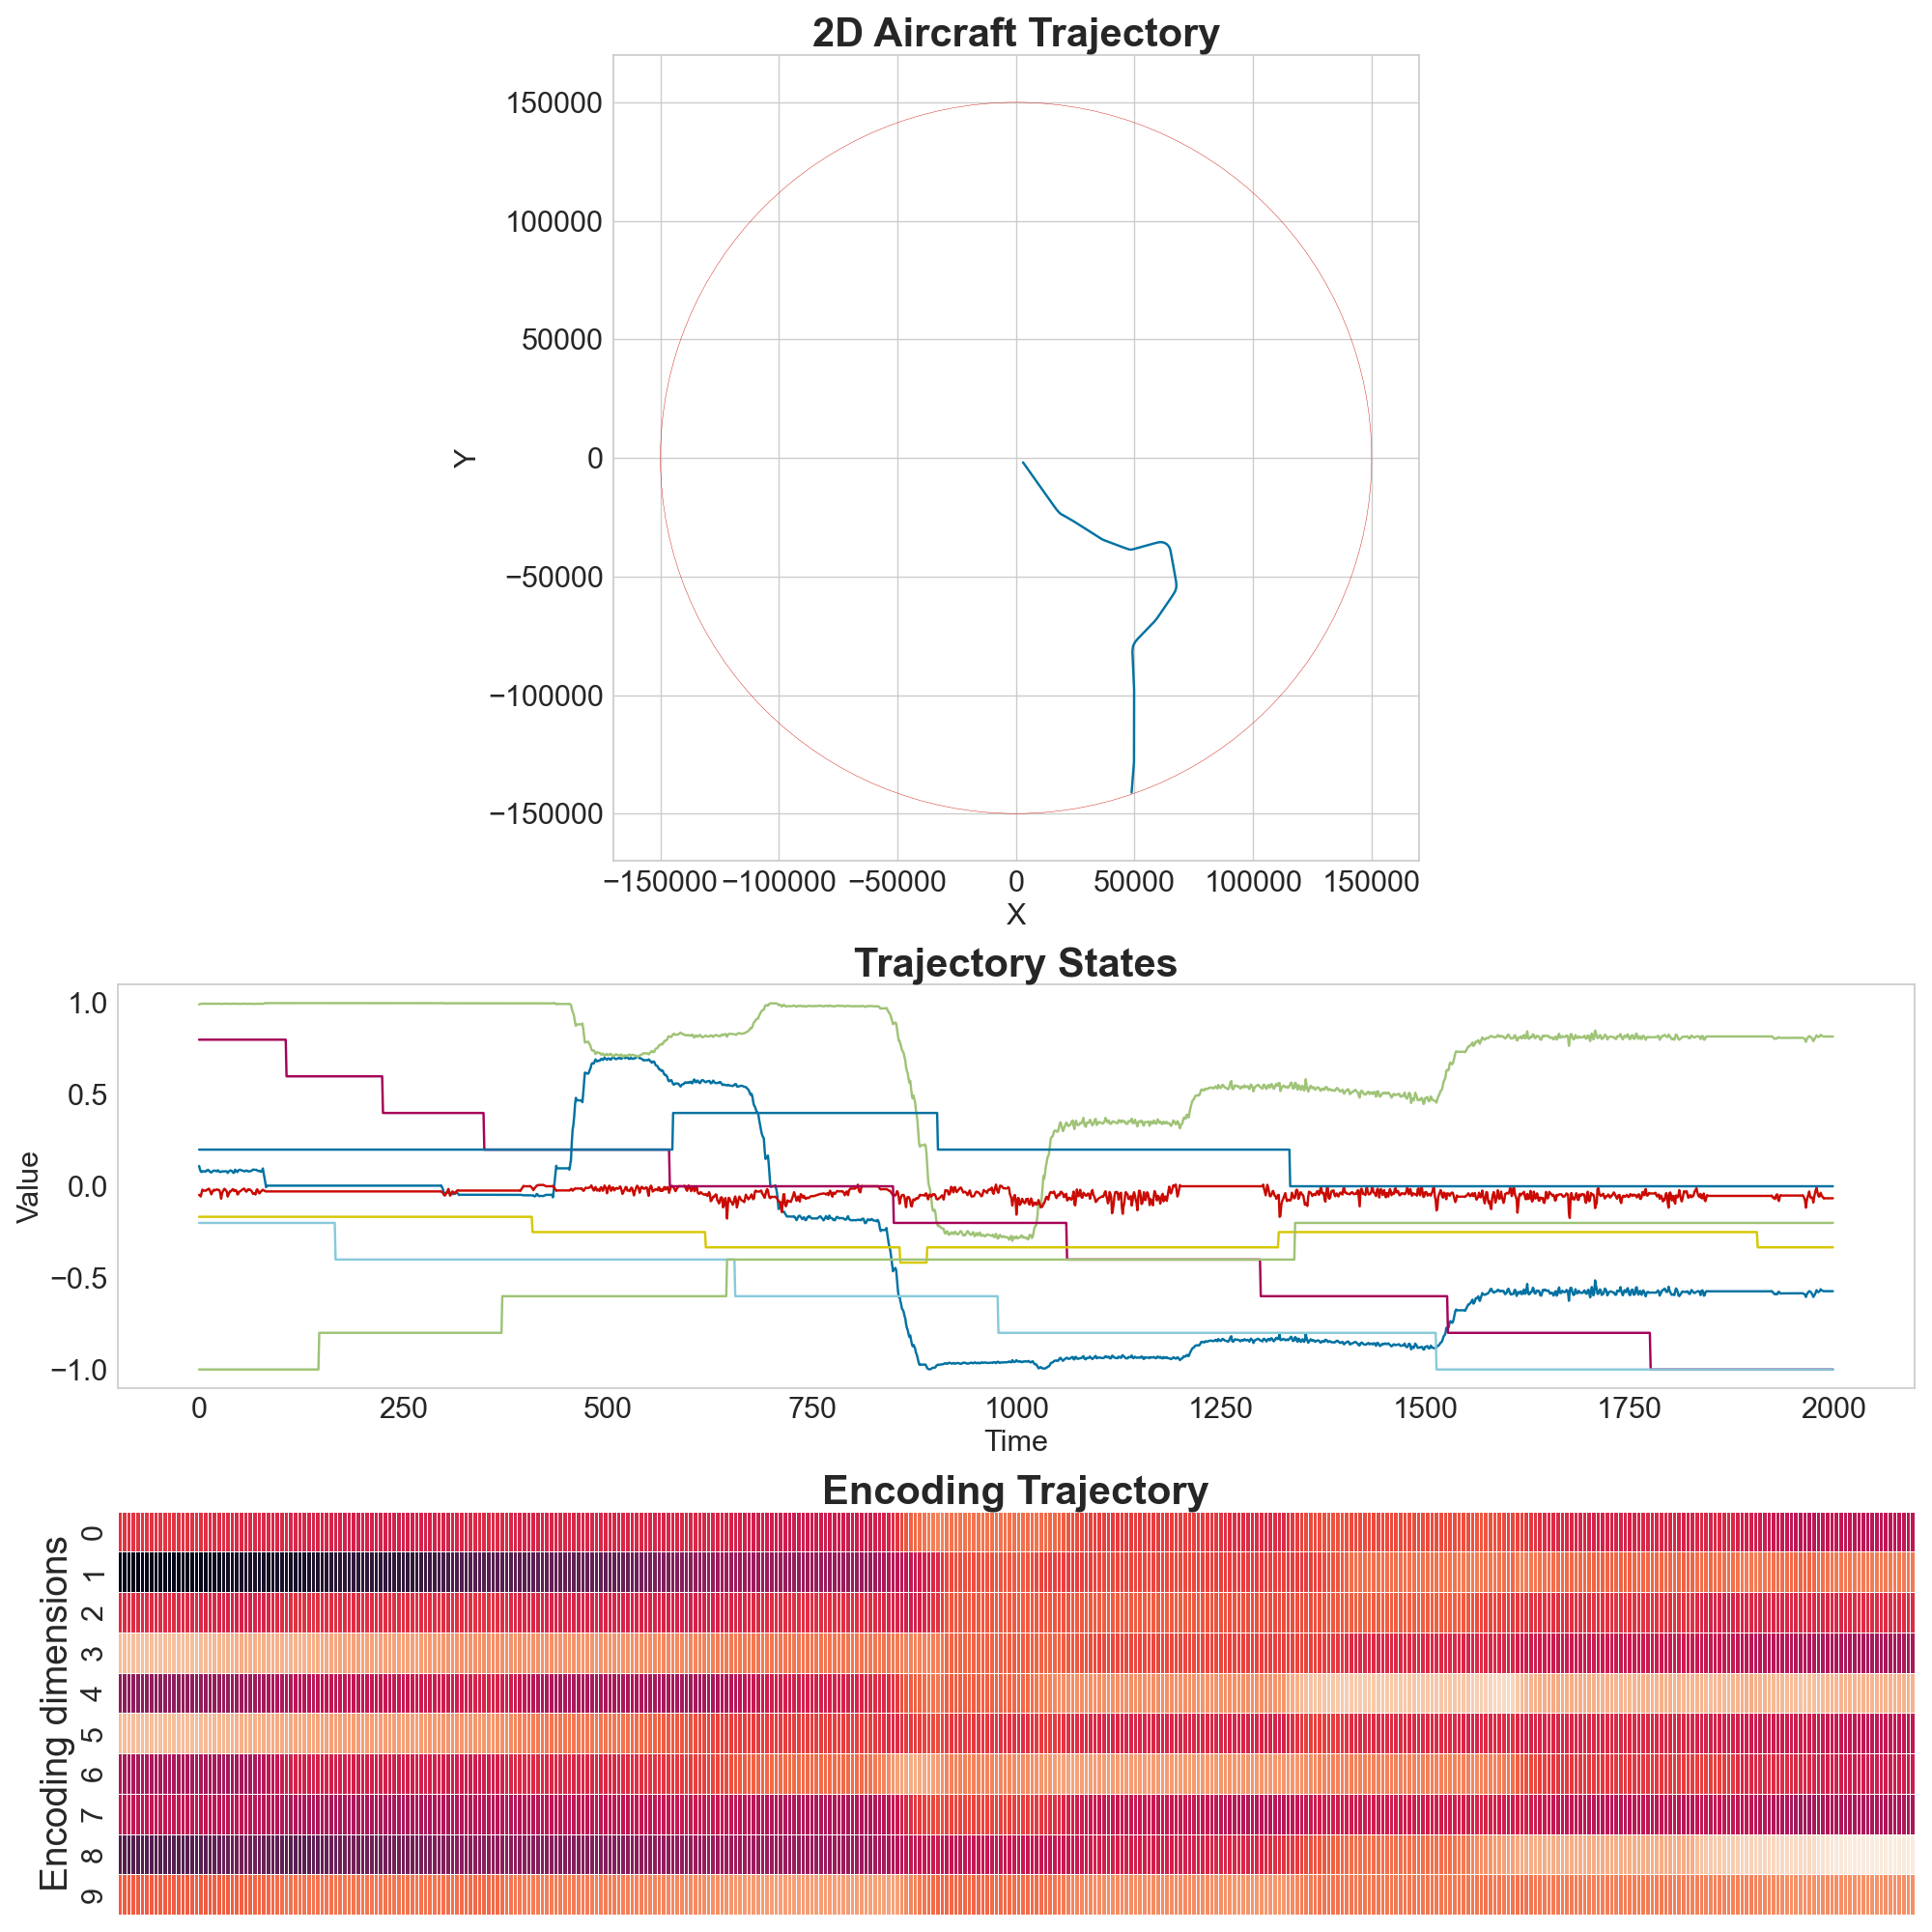 2D Aircraft Trajectory
150000
100000
50000
0
−50000
−100000
−150000
Y
−150000 −100000 −50000 0 50000 100000 150000
X
Trajectory States
1.0
0.5
0.0
−0.5
−1.0
Value
0 250 500 750 1000 1250 1500 1750 2000
Time
Encoding Trajectory
Encoding dimensions
0
1
2
3
4
5
6
7
8
9